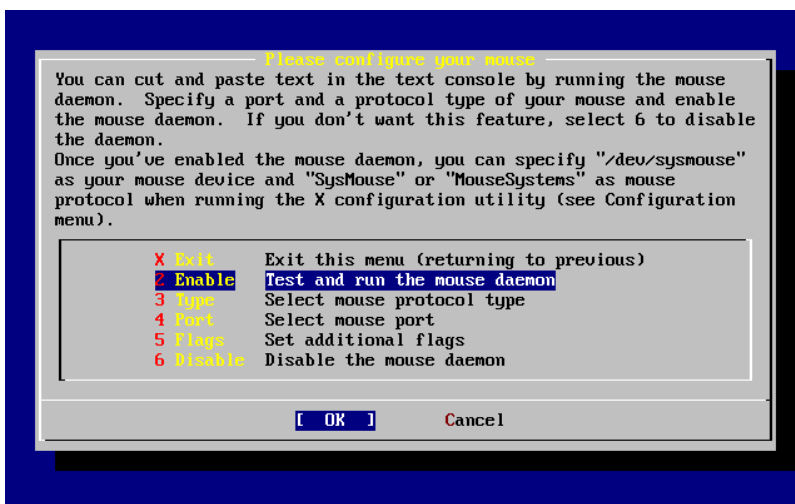 Please configure your mouse
You can cut and paste text in the text console by running the mouse
daemon.  Specify a port and a protocol type of your mouse and enable
the mouse daemon.  If you don't want this feature, select 6 to disable
the daemon.
Once you've enabled the mouse daemon, you can specify "/dev/sysmouse"
as your mouse device and "SysMouse" or "MouseSystems" as mouse
protocol when running the X configuration utility (see Configuration
menu).
X Exit Exit this menu (returning to previous)
2 Enable Test and run the mouse daemon
3 Type Select mouse protocol type
4 Port Select mouse port
5 Flags Set additional flags
6 Disable Disable the mouse daemon
[ OK ] Cancel